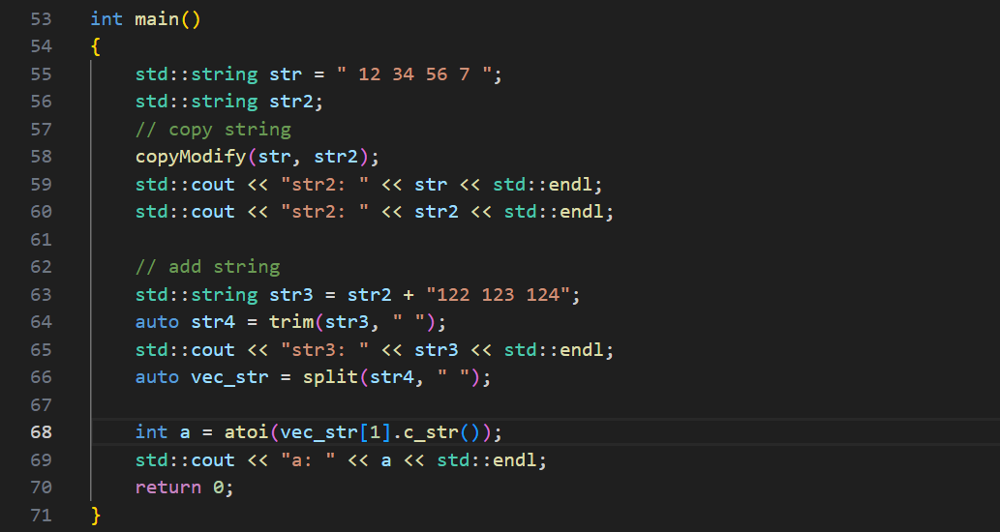 53 int main()
54 {
55 std::string str = " 12 34 56 7 ";
56 std::string str2;
57 // copy string
58 copyModify(str, str2);
59 std::cout << "str2: " << str << std::endl;
60 std::cout << "str2: " << str2 << std::endl;
61
62 // add string
63 std::string str3 = str2 + "122 123 124";
64 auto str4 = trim(str3, " ");
65 std::cout << "str3: " << str3 << std::endl;
66 auto vec_str = split(str4, " ");
67
68 int a = atoi(vec_str[1].c_str());
69 std::cout << "a: " << a << std::endl;
70 return 0;
71 }